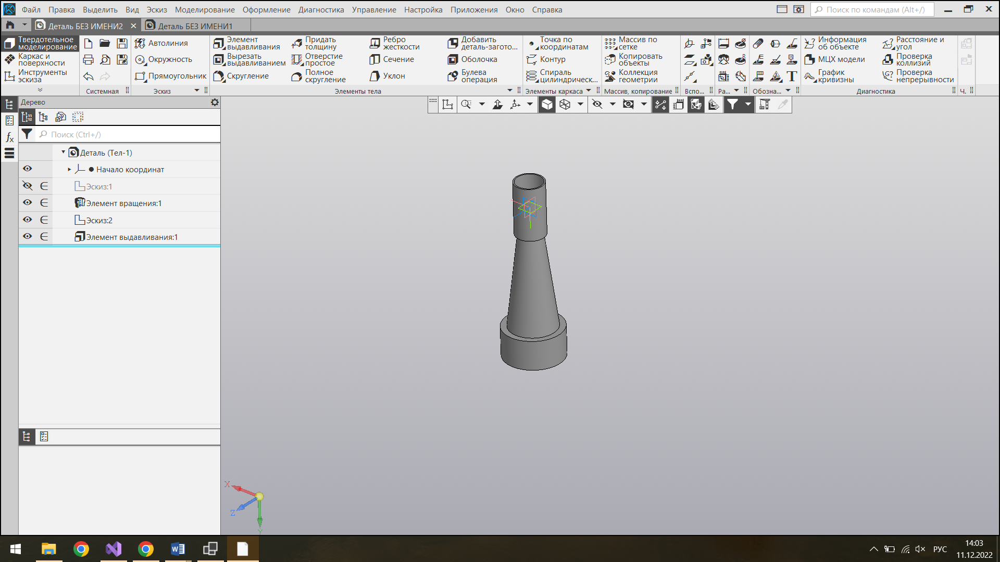 Файл Правка Выделить Вид Эскиз Моделирование Оформление Диагностика Управление Настройка Приложения Окно Справка Поиск по командам (Alt+/)
Деталь БЕЗ ИМЕНИ2 Деталь БЕЗ ИМЕНИ1
Твердотельное моделирование
Каркас и поверхности
Инструменты эскиза
Системная
Автолиния
Окружность
Прямоугольник
Эскиз
Элемент выдавливания
Вырезать выдавливанием
Скругление
Придать толщину
Отверстие простое
Полное скругление
Ребро жесткости
Сечение
Уклон
Добавить деталь-загото...
Оболочка
Булева операция
Элементы тела
Точка по координатам
Контур
Спираль цилиндрическ...
Элементы каркаса
Массив по сетке
Копировать объекты
Коллекция геометрии
Массив, копирование
Вспо...
Ра...
Обозна...
Информация об объекте
МЦХ модели
График кривизны
Расстояние и угол
Проверка коллизий
Проверка непрерывности
Диагностика
Ч.
Дерево
Поиск (Ctrl+/)
Деталь (Тел-1)
Начало координат
Эскиз:1
Элемент вращения:1
Эскиз:2
Элемент выдавливания:1
X
Z
Y
РУС
14:03
11.12.2022